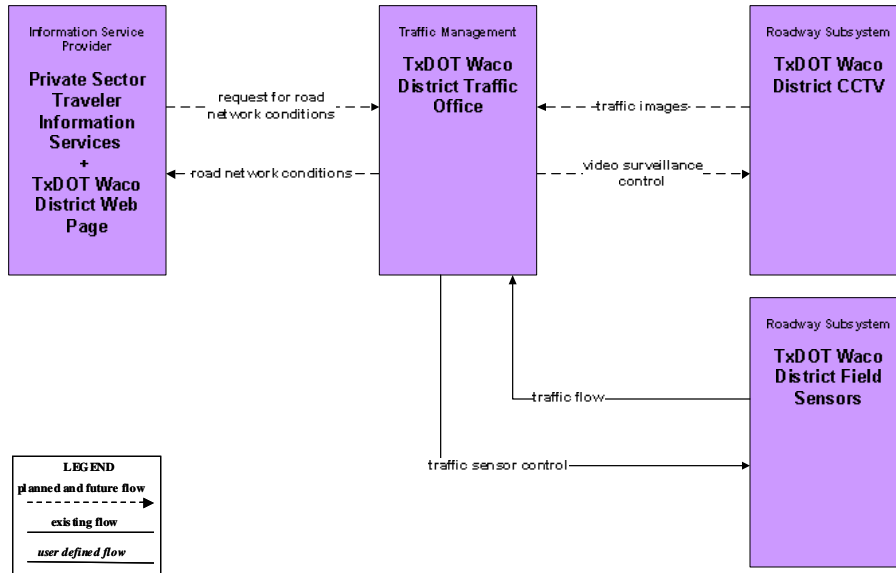 Information Service
Provider
Private Sector
Traveler
Information
Services
+
TxDOT Waco
District Web
Page
request for road
network conditions
road network conditions
Traffic Management
TxDOT Waco
District Traffic
Office
traffic images
video surveillance
control
Roadway Subsystem
TxDOT Waco
District CCTV
traffic flow
traffic sensor control
Roadway Subsystem
TxDOT Waco
District Field
Sensors
LEGEND
planned and future flow
existing flow
user defined flow